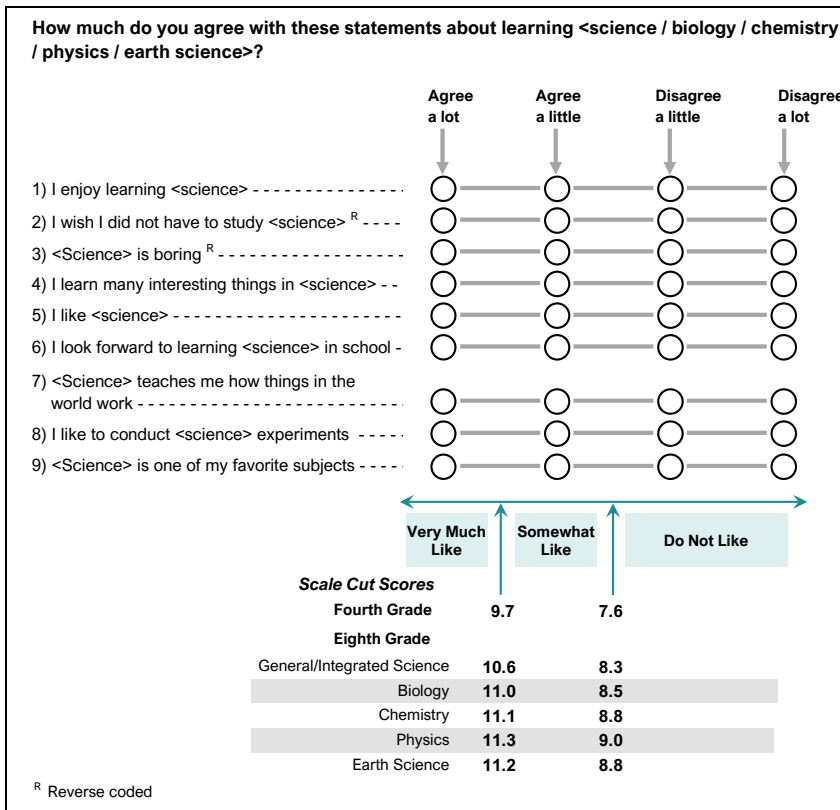 How much do you agree with these statements about learning <science / biology / chemistry
/ physics / earth science>?
Agree a lot
Agree a little
Disagree a little
Disagree a lot
1) I enjoy learning <science> - - - - - - - - - - - - - - -
2) I wish I did not have to study <science> R - - - -
3) <Science> is boring R - - - - - - - - - - - - - - - - - -
4) I learn many interesting things in <science> - -
5) I like <science> - - - - - - - - - - - - - - - - - - - - - -
6) I look forward to learning <science> in school -
7) <Science> teaches me how things in the
world work - - - - - - - - - - - - - - - - - - - - - - - - -
8) I like to conduct <science> experiments - - - - -
9) <Science> is one of my favorite subjects - - - - -
Very Much Like
Somewhat Like
Do Not Like
Scale Cut Scores
Fourth Grade 9.7 7.6
Eighth Grade
General/Integrated Science 10.6 8.3
Biology 11.0 8.5
Chemistry 11.1 8.8
Physics 11.3 9.0
Earth Science 11.2 8.8
R Reverse coded